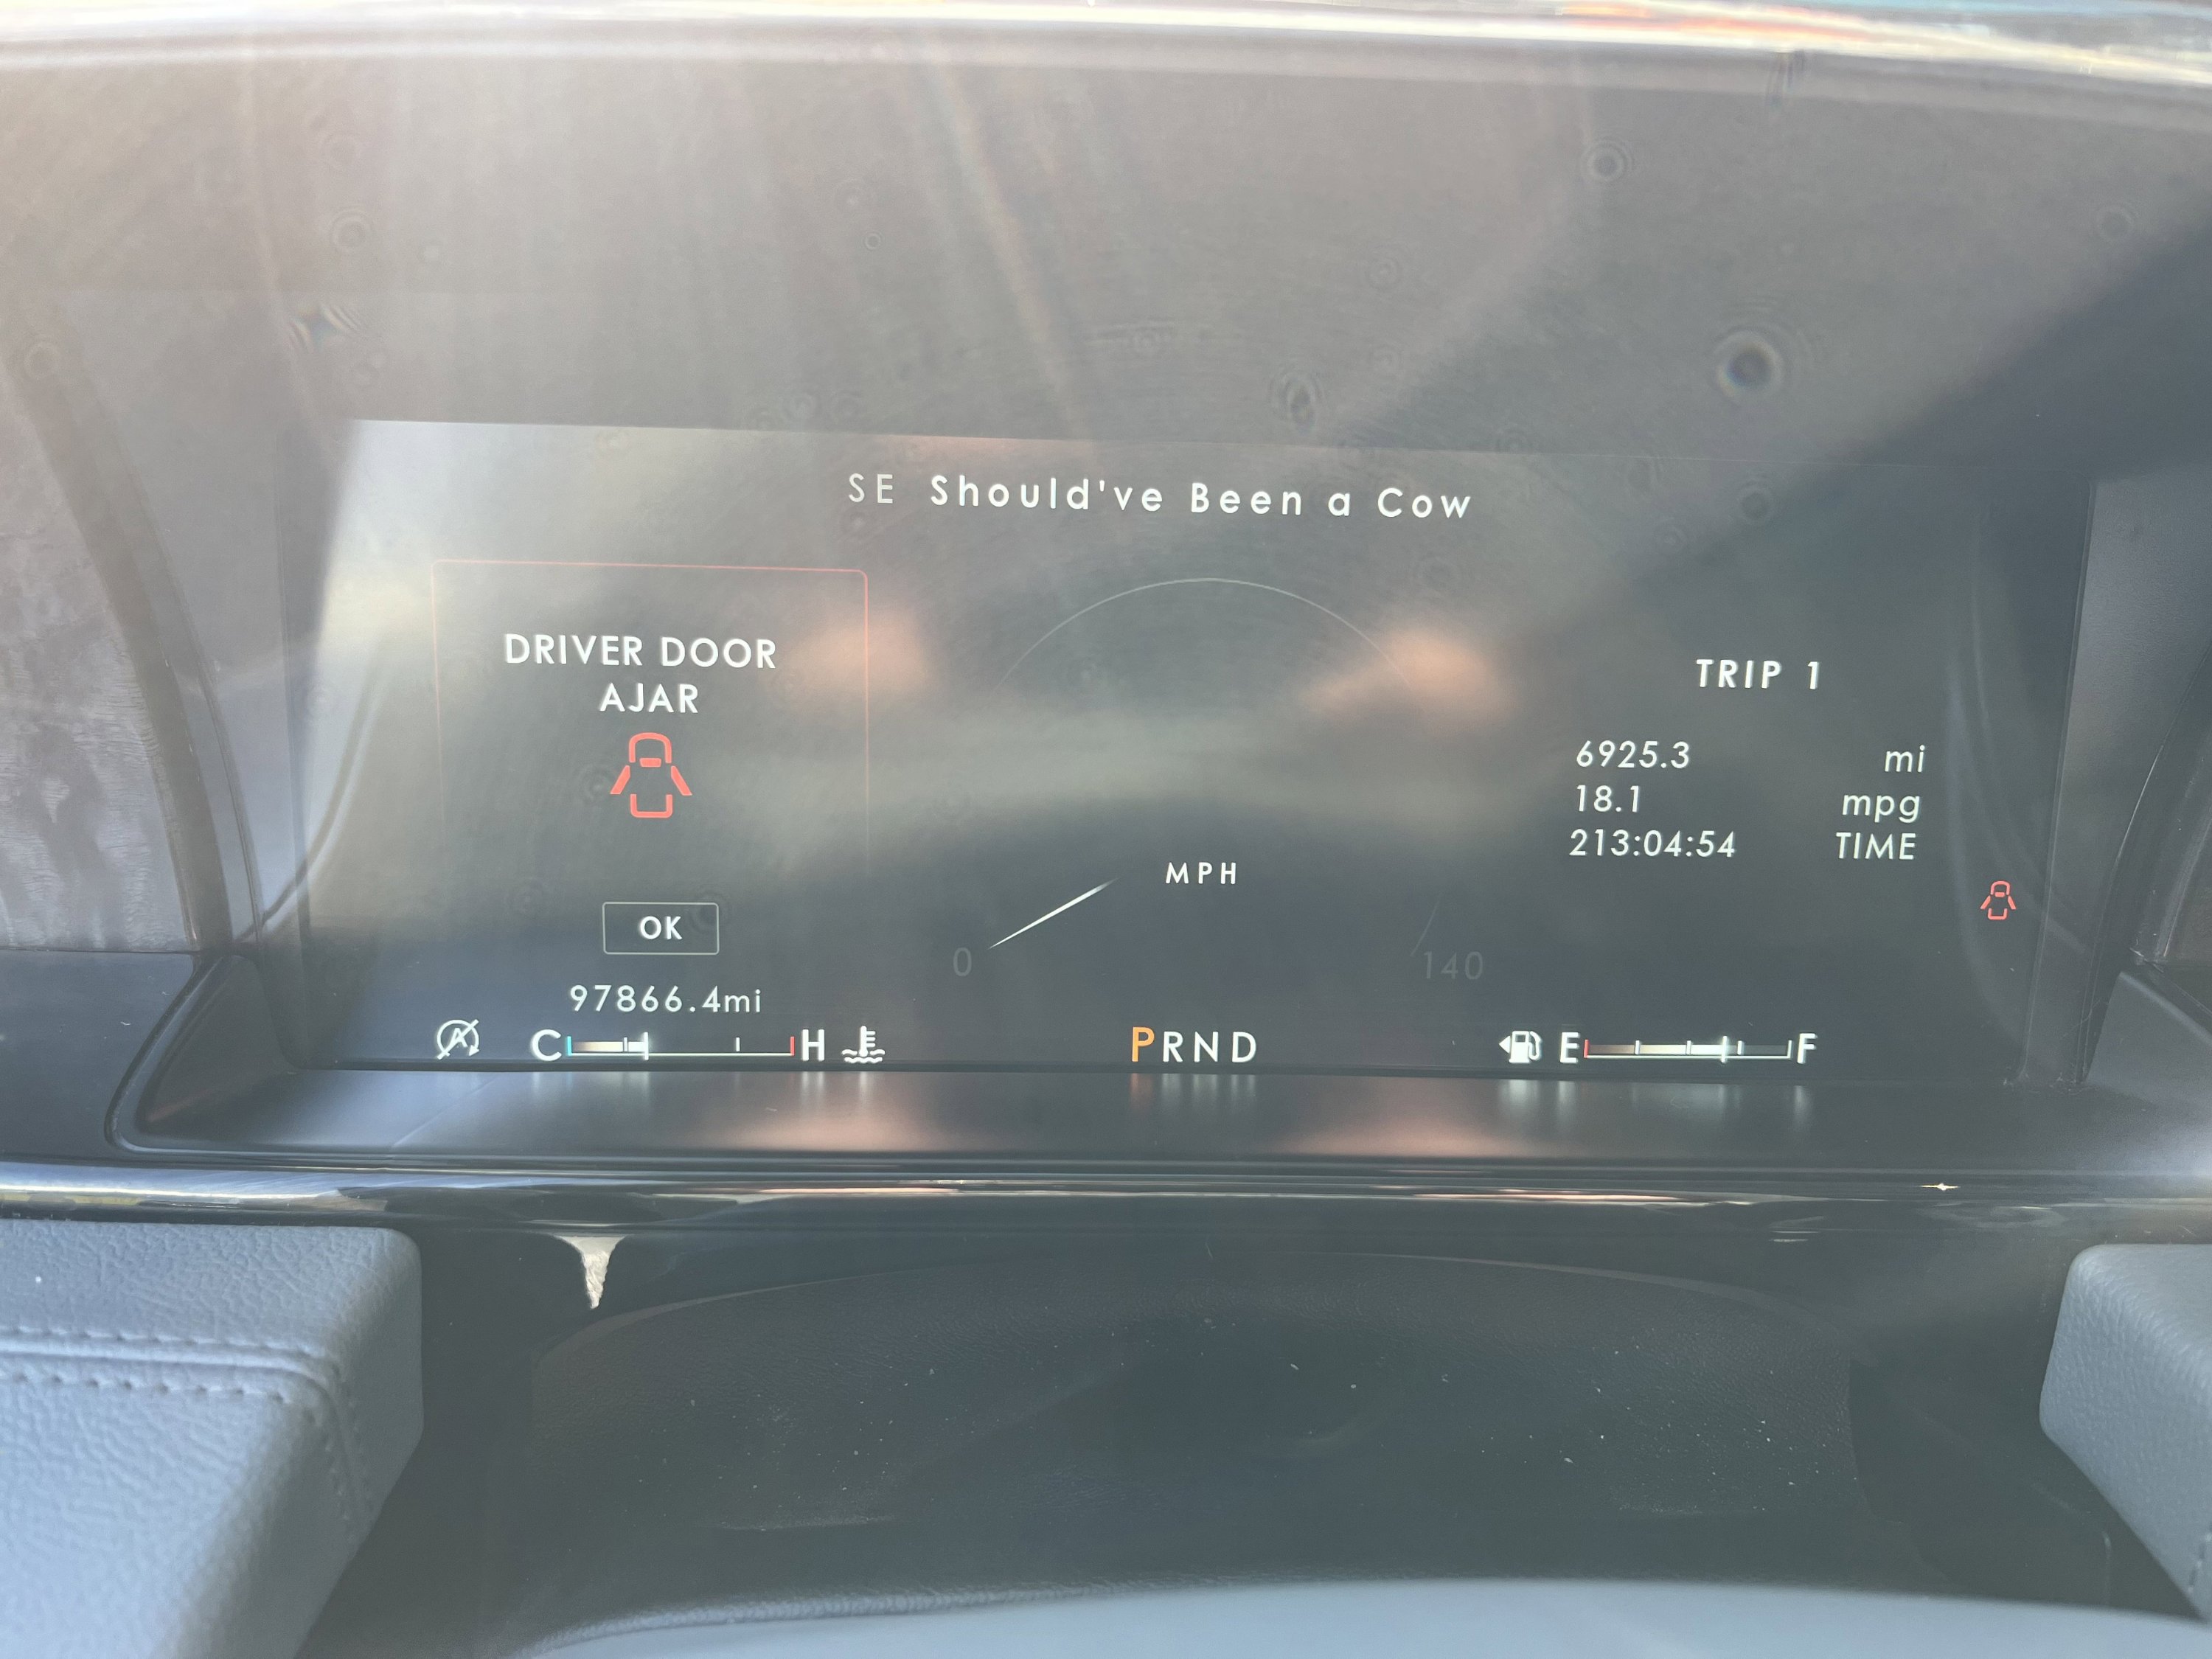 SE Should've Been a Cow
DRIVER DOOR
AJAR
OK
97866.4mi
C H
MPH
0
140
PRND
TRIP 1
6925.3 mi
18.1 mpg
213:04:54 TIME
E F